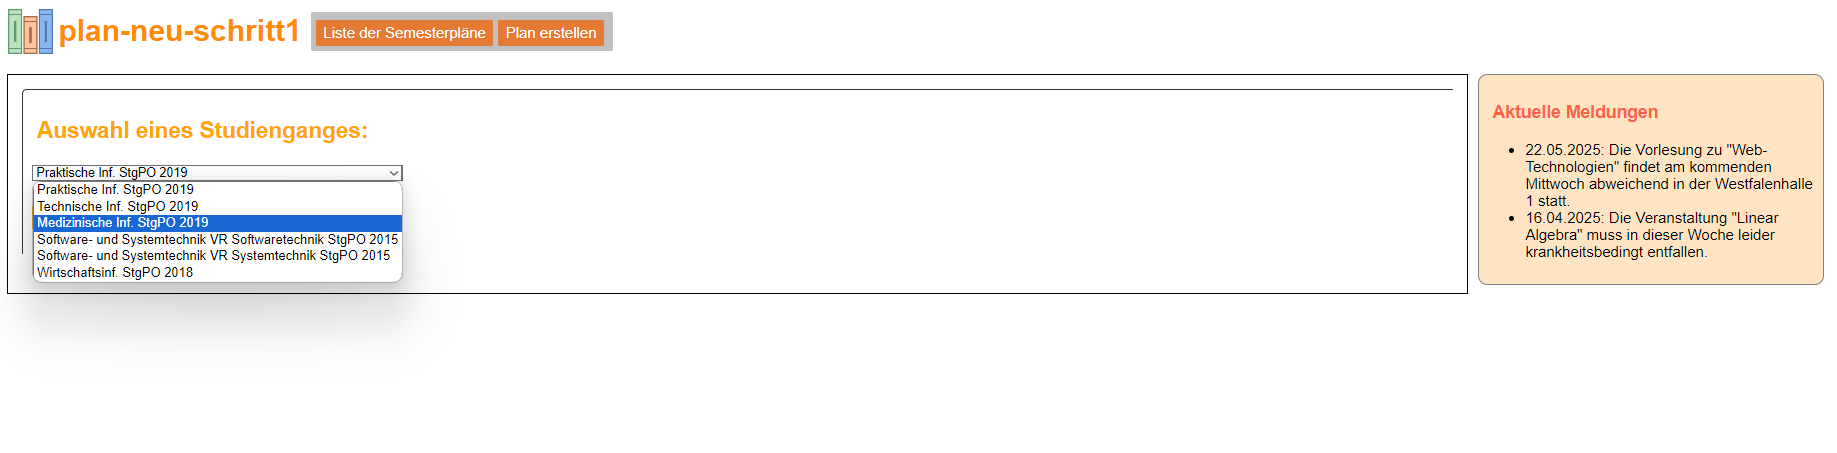 plan-neu-schritt1
Liste der Semesterpläne
Plan erstellen
Auswahl eines Studienganges:
Praktische Inf. StgPO 2019
Praktische Inf. StgPO 2019
Technische Inf. StgPO 2019
Medizinische Inf. StgPO 2019
Software- und Systemtechnik VR Softwaretechnik StgPO 2015
Software- und Systemtechnik VR Systemtechnik StgPO 2015
Wirtschaftsinf. StgPO 2018
Aktuelle Meldungen
22.05.2025: Die Vorlesung zu "Web-
Technologien" findet am kommenden
Mittwoch abweichend in der Westfalenhalle
1 statt.
16.04.2025: Die Veranstaltung "Linear
Algebra" muss in dieser Woche leider
krankheitsbedingt entfallen.